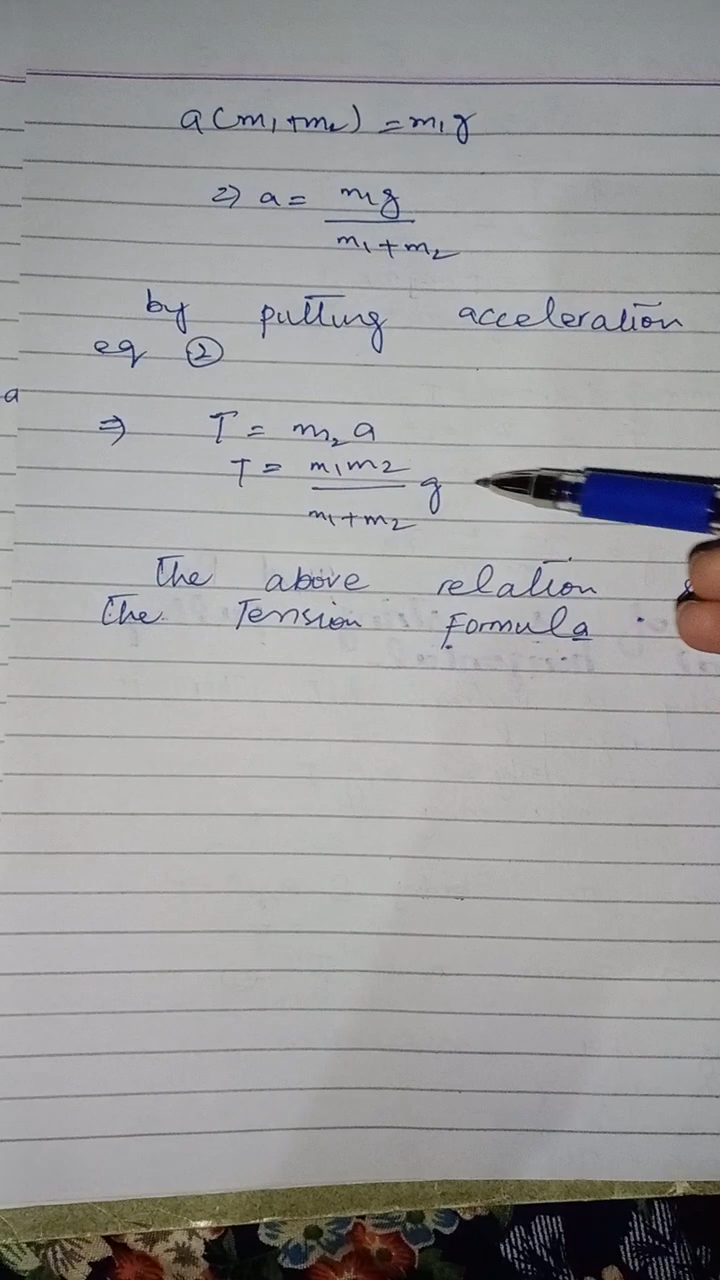 a(m₁+m₂) = m₁g
⇒ a = m₁g / m₁+m₂
by putting acceleration
eq ②
a
⇒ T = m₂a
T = m₁m₂ / m₁+m₂ g
The above relation
the Tension formula.